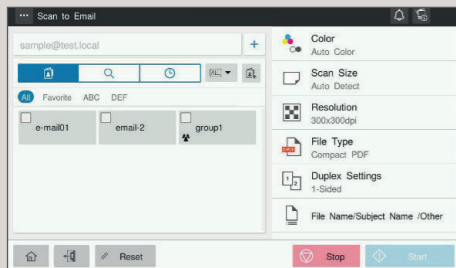 Scan to Email
sample@test.local
+
[AL...]
All Favorite ABC DEF
e-mail01
email-2
group1
Color
Auto Color
Scan Size
Auto Detect
Resolution
300x300dpi
File Type
Compact PDF
1 2
Duplex Settings
1-Sided
File Name/Subject Name /Other
Reset
Stop
Start